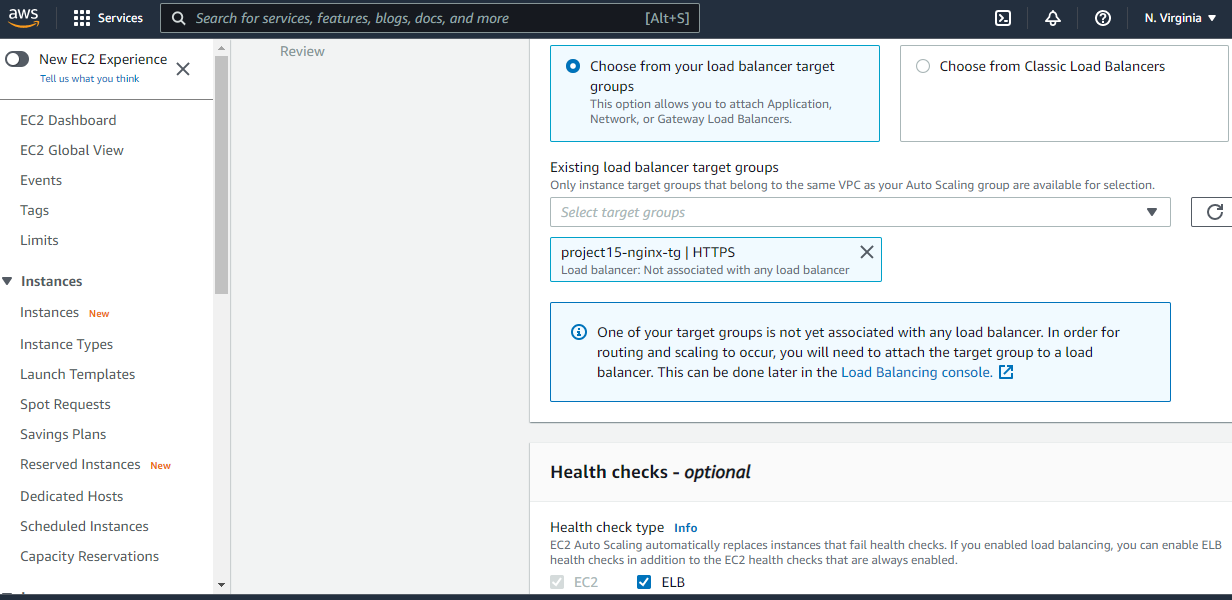 aws
Services
Search for services, features, blogs, docs, and more
[Alt+S]
N. Virginia
New EC2 Experience
Tell us what you think
EC2 Dashboard
EC2 Global View
Events
Tags
Limits
Instances
Instances New
Instance Types
Launch Templates
Spot Requests
Savings Plans
Reserved Instances New
Dedicated Hosts
Scheduled Instances
Capacity Reservations
Review
Choose from your load balancer target
groups
This option allows you to attach Application,
Network, or Gateway Load Balancers.
Choose from Classic Load Balancers
Existing load balancer target groups
Only instance target groups that belong to the same VPC as your Auto Scaling group are available for selection.
Select target groups
project15-nginx-tg | HTTPS
Load balancer: Not associated with any load balancer
One of your target groups is not yet associated with any load balancer. In order for
routing and scaling to occur, you will need to attach the target group to a load
balancer. This can be done later in the Load Balancing console.
Health checks - optional
Health check type Info
EC2 Auto Scaling automatically replaces instances that fail health checks. If you enabled load balancing, you can enable ELB
health checks in addition to the EC2 health checks that are always enabled.
EC2
ELB